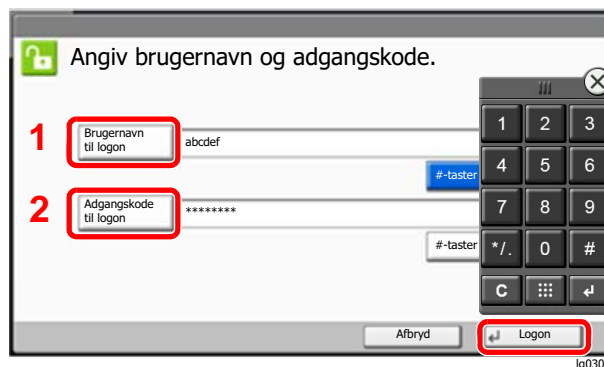 Angiv brugernavn og adgangskode.
1
Brugernavn
til logon
abcdef
#-taster
2
Adgangskode
til logon
********
#-taster
1 2 3
4 5 6
7 8 9
*/. 0 #
C
Afbryd
Logon
lg030